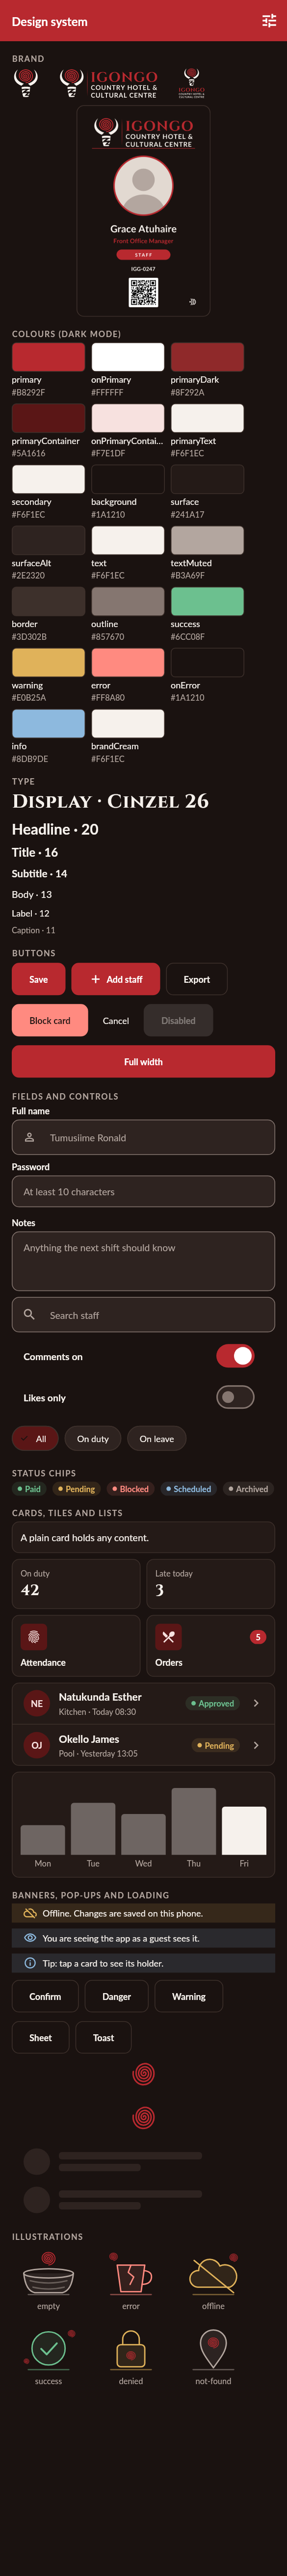 Design system
BRAND
IGONGO
COUNTRY HOTEL &
CULTURAL CENTRE
IGONGO
COUNTRY HOTEL &
CULTURAL CENTRE
IGONGO
COUNTRY HOTEL &
CULTURAL CENTRE
Grace Atuhaire
Front Office Manager
STAFF
IGG-0247
COLOURS (DARK MODE)
primary
#B8292F
onPrimary
#FFFFFF
primaryDark
#8F292A
primaryContainer
#5A1616
onPrimaryContai...
#F7E1DF
primaryText
#F6F1EC
secondary
#F6F1EC
background
#1A1210
surface
#241A17
surfaceAlt
#2E2320
text
#F6F1EC
textMuted
#B3A69F
border
#3D302B
outline
#857670
success
#6CC08F
warning
#E0B25A
error
#FF8A80
onError
#1A1210
info
#8DB9DE
brandCream
#F6F1EC
TYPE
Display · Cinzel 26
Headline · 20
Title · 16
Subtitle · 14
Body · 13
Label · 12
Caption · 11
BUTTONS
Save
Add staff
Export
Block card
Cancel
Disabled
Full width
FIELDS AND CONTROLS
Full name
Tumusiime Ronald
Password
At least 10 characters
Notes
Anything the next shift should know
Search staff
Comments on
Likes only
All
On duty
On leave
STATUS CHIPS
Paid
Pending
Blocked
Scheduled
Archived
CARDS, TILES AND LISTS
A plain card holds any content.
On duty
42
Late today
3
Attendance
5
Orders
NE
Natukunda Esther
Kitchen · Today 08:30
Approved
OJ
Okello James
Pool · Yesterday 13:05
Pending
Mon
Tue
Wed
Thu
Fri
BANNERS, POP-UPS AND LOADING
Offline. Changes are saved on this phone.
You are seeing the app as a guest sees it.
Tip: tap a card to see its holder.
Confirm
Danger
Warning
Sheet
Toast
ILLUSTRATIONS
empty
error
offline
success
denied
not-found